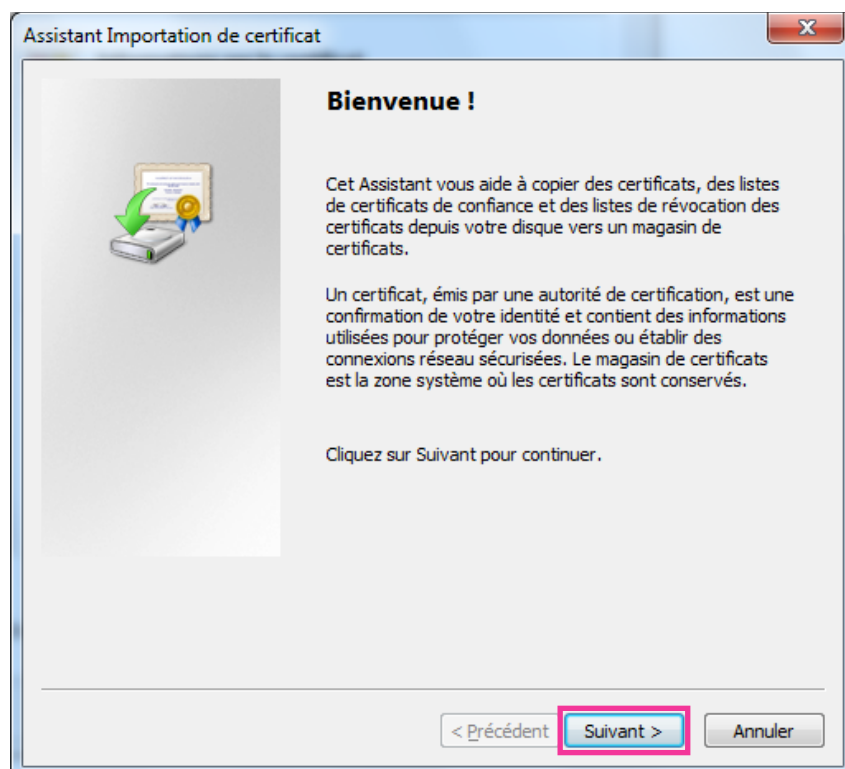 Assistant Importation de certificat
Bienvenue !
Cet Assistant vous aide à copier des certificats, des listes
de certificats de confiance et des listes de révocation des
certificats depuis votre disque vers un magasin de
certificats.
Un certificat, émis par une autorité de certification, est une
confirmation de votre identité et contient des informations
utilisées pour protéger vos données ou établir des
connexions réseau sécurisées. Le magasin de certificats
est la zone système où les certificats sont conservés.
Cliquez sur Suivant pour continuer.
< Précédent Suivant > Annuler